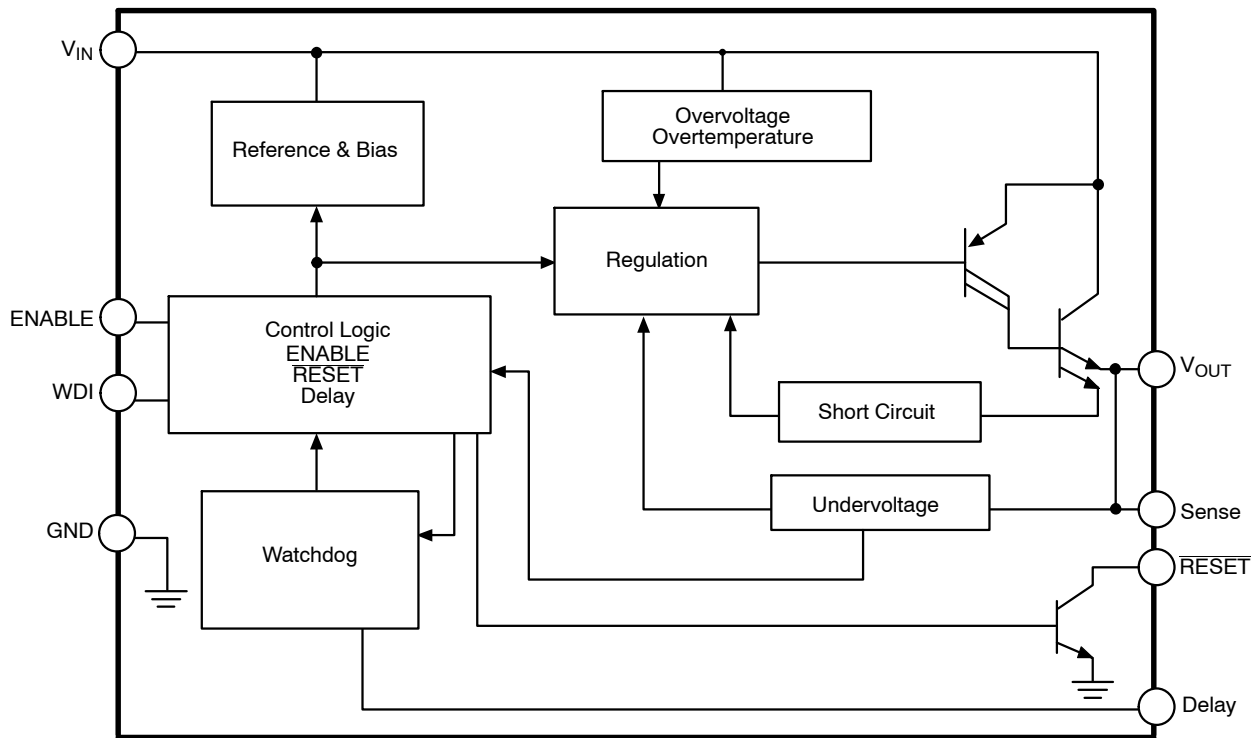 VIN
Overvoltage
Overtemperature
Reference & Bias
Regulation
ENABLE
Control Logic
ENABLE
RESET
Delay
WDI
VOUT
Short Circuit
Undervoltage
Sense
GND
Watchdog
RESET
Delay